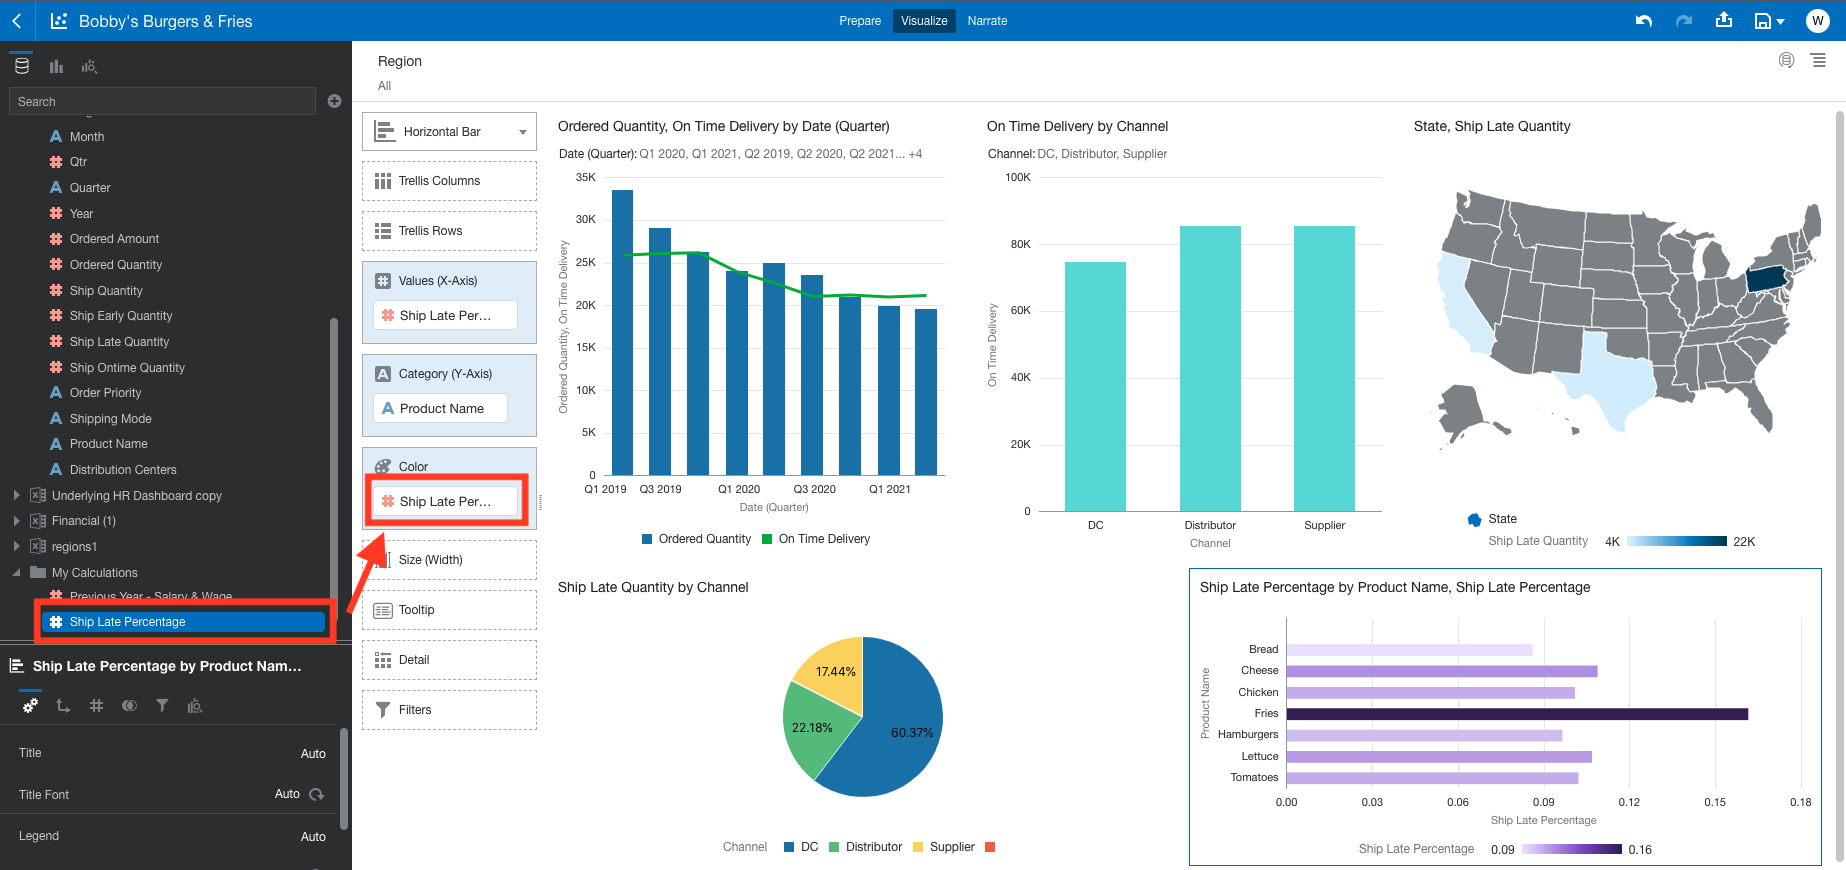 Bobby's Burgers & Fries
Prepare
Visualize
Narrate
W
Search
Month
Qtr
Quarter
Year
Ordered Amount
Ordered Quantity
Ship Quantity
Ship Early Quantity
Ship Late Quantity
Ship Ontime Quantity
Order Priority
Shipping Mode
Product Name
Distribution Centers
Underlying HR Dashboard copy
Financial (1)
regions1
My Calculations
Previous Year - Salary & Wage
Ship Late Percentage
Ship Late Percentage by Product Nam...
Title Auto
Title Font Auto
Legend Auto
Region
All
Horizontal Bar
Trellis Columns
Trellis Rows
Values (X-Axis)
Ship Late Per...
Category (Y-Axis)
Product Name
Color
Ship Late Per...
Size (Width)
Tooltip
Detail
Filters
Ordered Quantity, On Time Delivery by Date (Quarter)
Date (Quarter): Q1 2020, Q1 2021, Q2 2019, Q2 2020, Q2 2021... +4
Ordered Quantity, On Time Delivery
35K
30K
25K
20K
15K
10K
5K
0
Q1 2019 Q3 2019 Q1 2020 Q3 2020 Q1 2021
Date (Quarter)
Ordered Quantity On Time Delivery
On Time Delivery by Channel
Channel: DC, Distributor, Supplier
On Time Delivery
100K
80K
60K
40K
20K
0
DC Distributor Supplier
Channel
State, Ship Late Quantity
State
Ship Late Quantity 4K 22K
Ship Late Quantity by Channel
17.44%
22.18%
60.37%
Channel DC Distributor Supplier
Ship Late Percentage by Product Name, Ship Late Percentage
Product Name
Bread
Cheese
Chicken
Fries
Hamburgers
Lettuce
Tomatoes
0.00 0.03 0.06 0.09 0.12 0.15 0.18
Ship Late Percentage
Ship Late Percentage 0.09 0.16